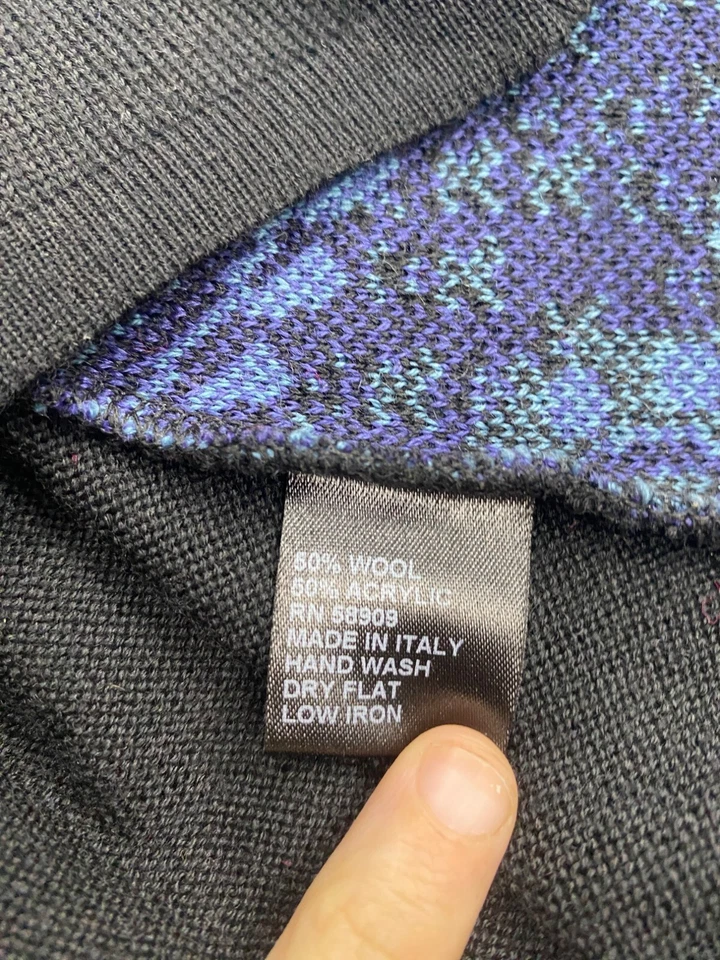 50% WOOL
50% ACRYLIC
RN 58909
MADE IN ITALY
HAND WASH
DRY FLAT
LOW IRON